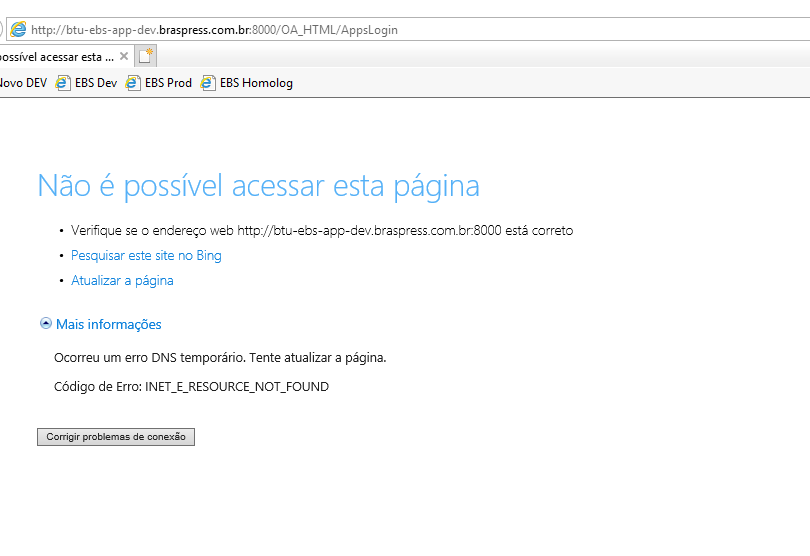 http://btu-ebs-app-dev.braspress.com.br:8000/OA_HTML/AppsLogin
possível acessar esta ...
Novo DEV EBS Dev EBS Prod EBS Homolog
Não é possível acessar esta página
• Verifique se o endereço web http://btu-ebs-app-dev.braspress.com.br:8000 está correto
• Pesquisar este site no Bing
• Atualizar a página
Mais informações
Ocorreu um erro DNS temporário. Tente atualizar a página.
Código de Erro: INET_E_RESOURCE_NOT_FOUND
Corrigir problemas de conexão